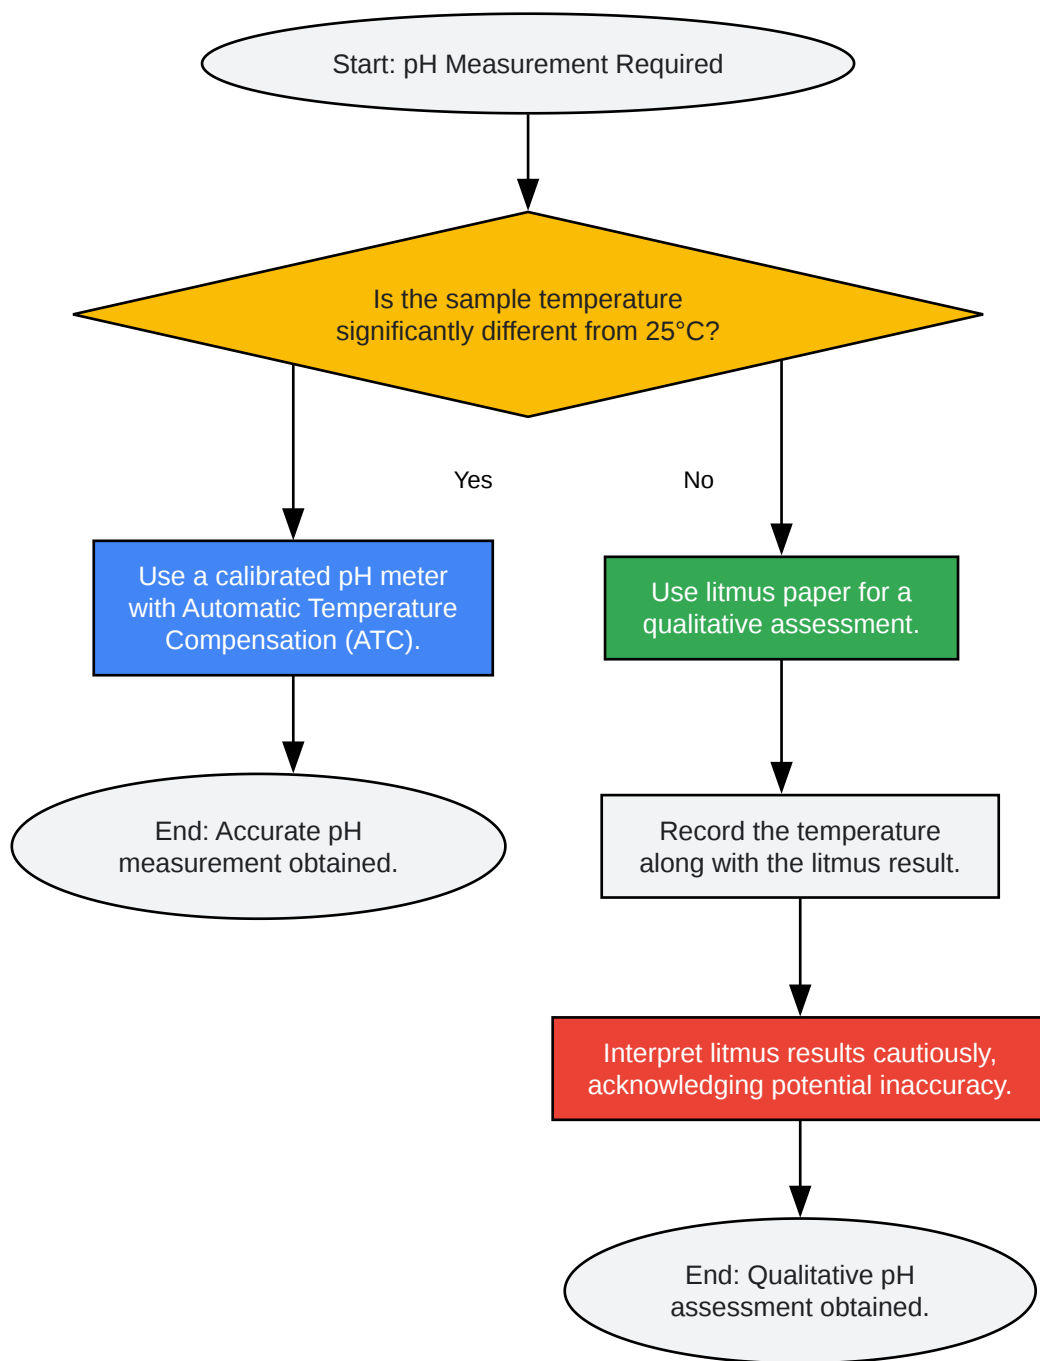 Start: pH Measurement Required
Is the sample temperature
significantly different from 25°C?
Yes
No
Use a calibrated pH meter
with Automatic Temperature
Compensation (ATC).
Use litmus paper for a
qualitative assessment.
End: Accurate pH
measurement obtained.
Record the temperature
along with the litmus result.
Interpret litmus results cautiously,
acknowledging potential inaccuracy.
End: Qualitative pH
assessment obtained.